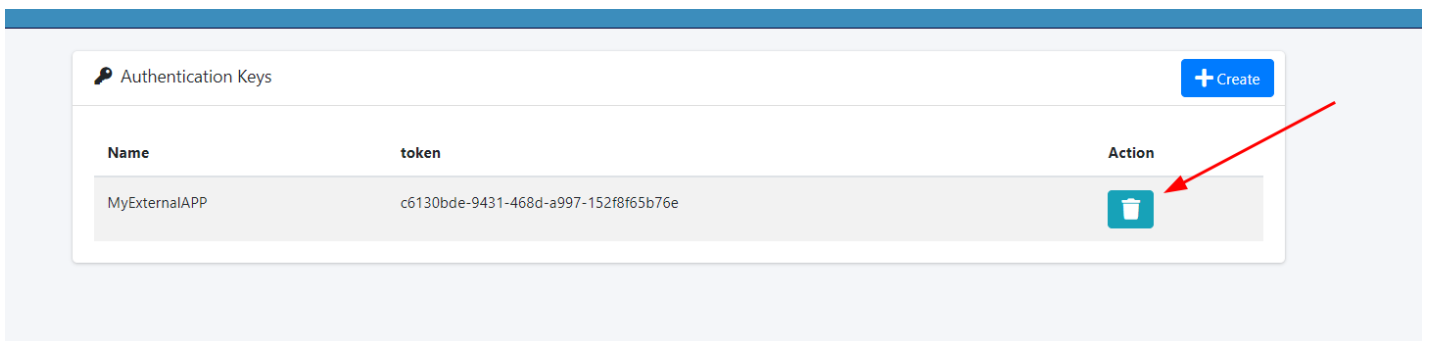 Authentication Keys
Create
Name token Action
MyExternalAPP c6130bde-9431-468d-a997-152f8f65b76e